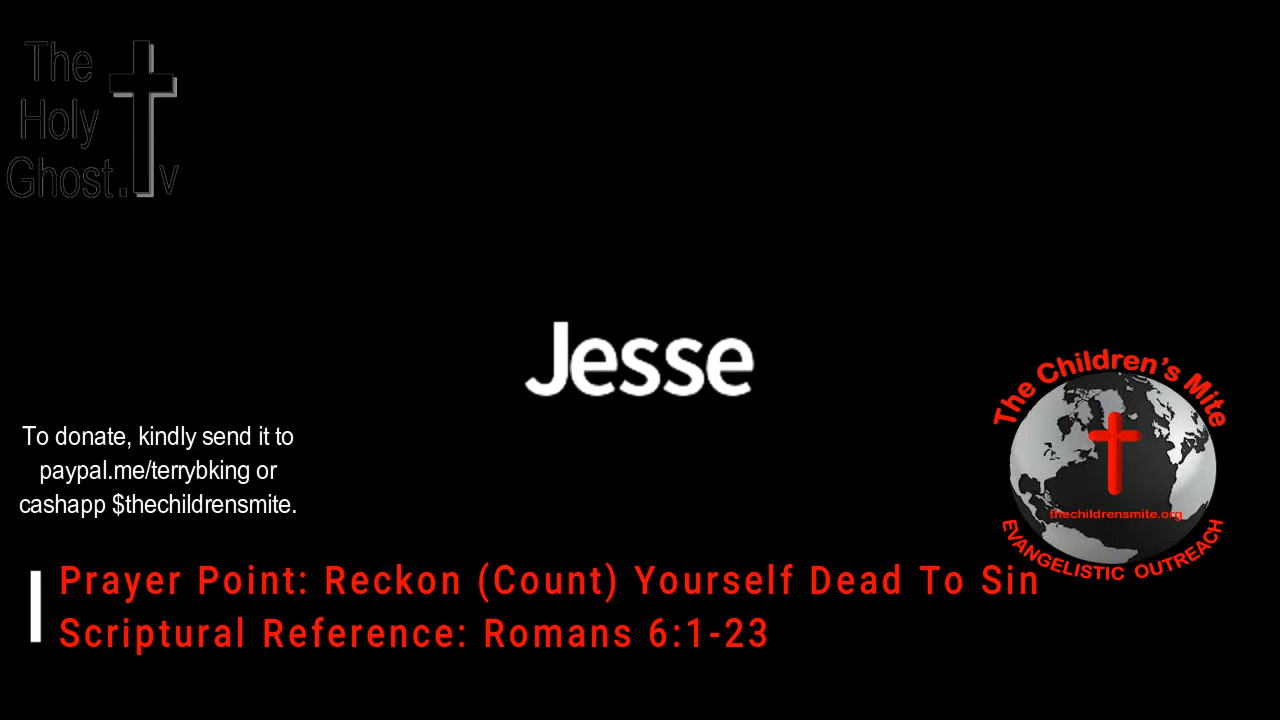 The
Holy
Ghost.tv
Jesse
To donate, kindly send it to
paypal.me/terrybking or
cashapp $thechildrensmite.
The Children's Mite
thechildrensmite.org
EVANGELISTIC OUTREACH
Prayer Point: Reckon (Count) Yourself Dead To Sin
Scriptural Reference: Romans 6:1-23